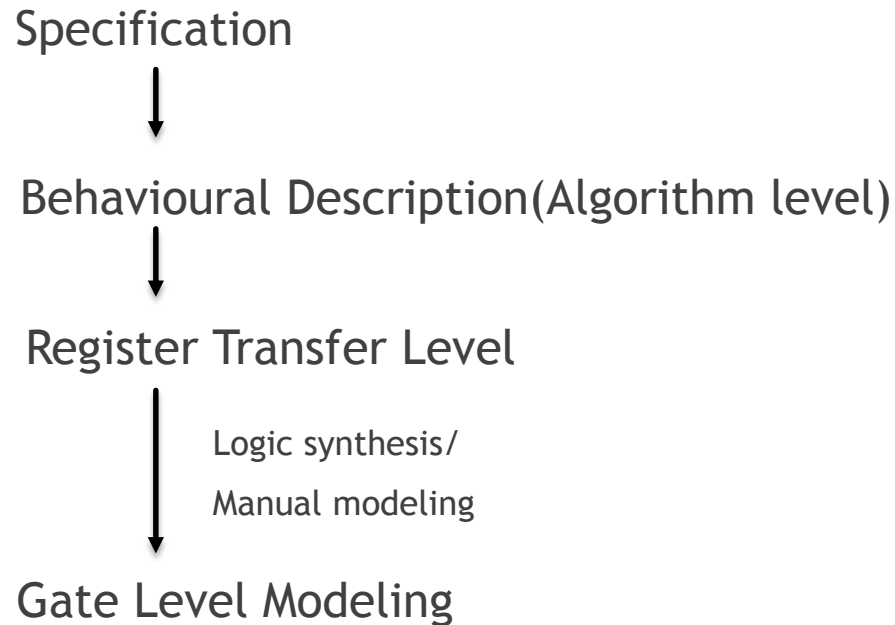 Specification
Behavioural Description(Algorithm level)
Register Transfer Level
Logic synthesis/
Manual modeling
Gate Level Modeling